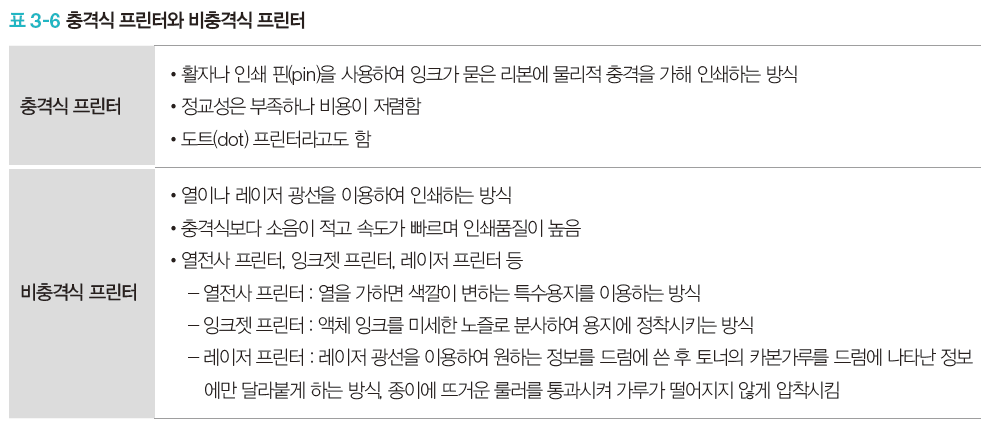 표 3-6 충격식 프린터와 비충격식 프린터
충격식 프린터
• 활자나 인쇄 핀(pin)을 사용하여 잉크가 묻은 리본에 물리적 충격을 가해 인쇄하는 방식
• 정교성은 부족하나 비용이 저렴함
• 도트(dot) 프린터라고도 함
비충격식 프린터
• 열이나 레이저 광선을 이용하여 인쇄하는 방식
• 충격식보다 소음이 적고 속도가 빠르며 인쇄품질이 높음
• 열전사 프린터, 잉크젯 프린터, 레이저 프린터 등
– 열전사 프린터 : 열을 가하면 색깔이 변하는 특수용지를 이용하는 방식
– 잉크젯 프린터 : 액체 잉크를 미세한 노즐로 분사하여 용지에 정착시키는 방식
– 레이저 프린터 : 레이저 광선을 이용하여 원하는 정보를 드럼에 쓴 후 토너의 카본가루를 드럼에 나타난 정보
에만 달라붙게 하는 방식, 종이에 뜨거운 룰러를 통과시켜 가루가 떨어지지 않게 압착시킴